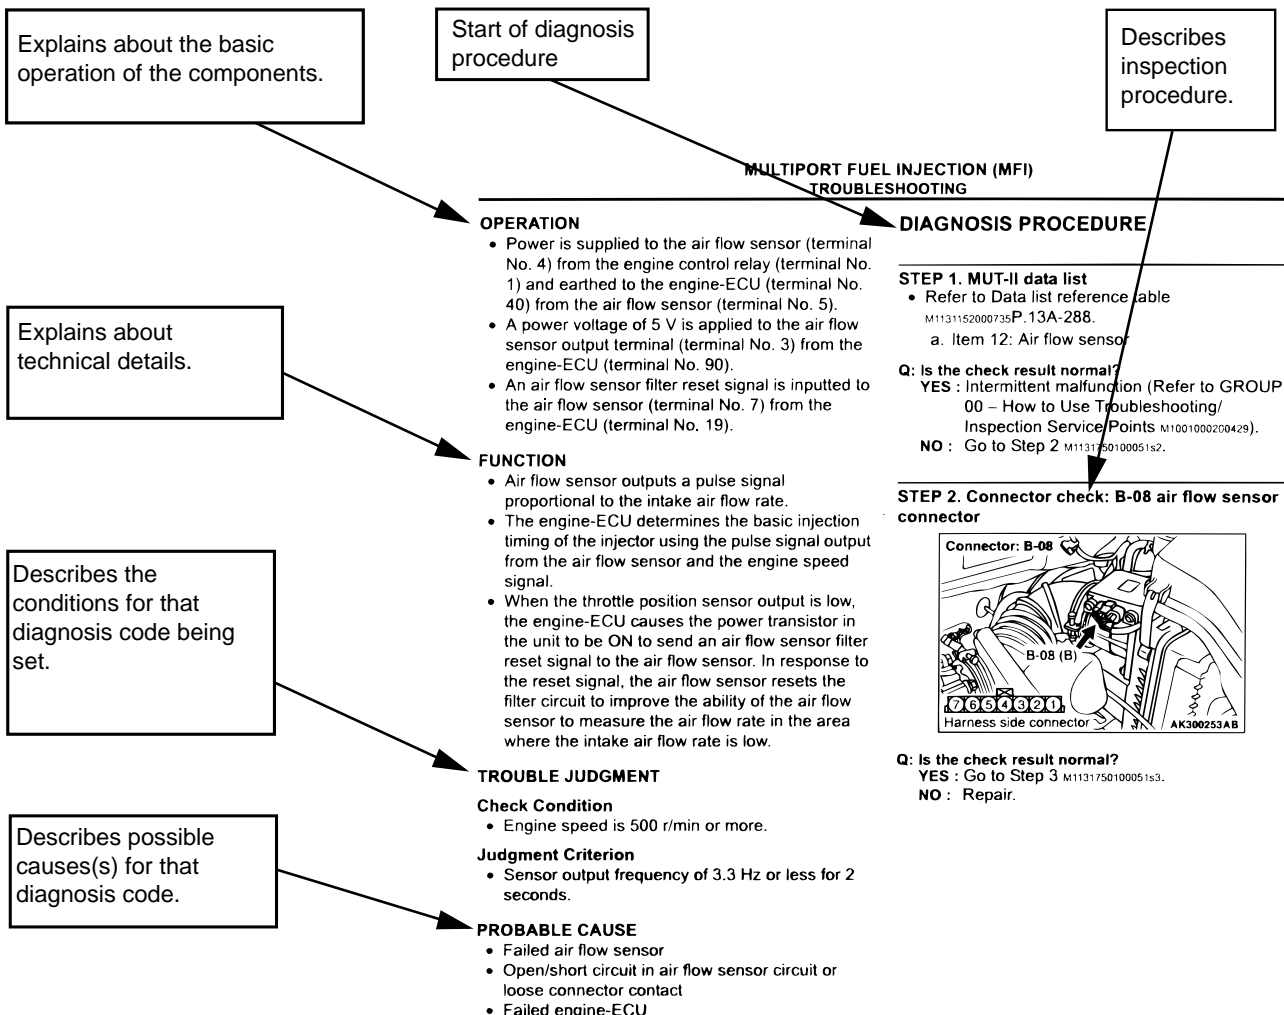 Explains about the basic
operation of the components.
Start of diagnosis
procedure
Describes
inspection
procedure.
MULTIPORT FUEL INJECTION (MFI)
TROUBLESHOOTING
OPERATION
• Power is supplied to the air flow sensor (terminal
No. 4) from the engine control relay (terminal No.
1) and earthed to the engine-ECU (terminal No.
40) from the air flow sensor (terminal No. 5).
• A power voltage of 5 V is applied to the air flow
sensor output terminal (terminal No. 3) from the
engine-ECU (terminal No. 90).
• An air flow sensor filter reset signal is inputted to
the air flow sensor (terminal No. 7) from the
engine-ECU (terminal No. 19).
Explains about
technical details.
FUNCTION
• Air flow sensor outputs a pulse signal
proportional to the intake air flow rate.
• The engine-ECU determines the basic injection
timing of the injector using the pulse signal output
from the air flow sensor and the engine speed
signal.
• When the throttle position sensor output is low,
the engine-ECU causes the power transistor in
the unit to be ON to send an air flow sensor filter
reset signal to the air flow sensor. In response to
the reset signal, the air flow sensor resets the
filter circuit to improve the ability of the air flow
sensor to measure the air flow rate in the area
where the intake air flow rate is low.
Describes the
conditions for that
diagnosis code being
set.
TROUBLE JUDGMENT
Check Condition
• Engine speed is 500 r/min or more.
Judgment Criterion
• Sensor output frequency of 3.3 Hz or less for 2
seconds.
Describes possible
causes(s) for that
diagnosis code.
PROBABLE CAUSE
• Failed air flow sensor
• Open/short circuit in air flow sensor circuit or
loose connector contact
• Failed engine-ECU
DIAGNOSIS PROCEDURE
STEP 1. MUT-II data list
• Refer to Data list reference table
M1131152000735P.13A-288.
a. Item 12: Air flow sensor
Q: Is the check result normal?
YES : Intermittent malfunction (Refer to GROUP
00 – How to Use Troubleshooting/
Inspection Service Points M1001000200429).
NO : Go to Step 2 M1131750100051s2.
STEP 2. Connector check: B-08 air flow sensor
connector
Connector: B-08
B-08 (B)
7 6 5 4 3 2 1
Harness side connector
AK300253AB
Q: Is the check result normal?
YES : Go to Step 3 M1131750100051s3.
NO : Repair.